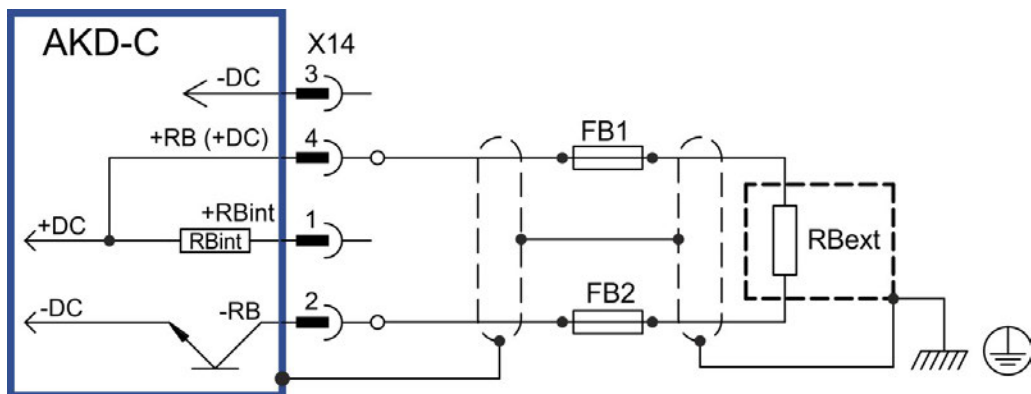 AKD-C
X14
-DC
3
+RB (+DC)
4
FB1
+DC
RBint
+RBint
1
RBext
-DC
-RB
2
FB2